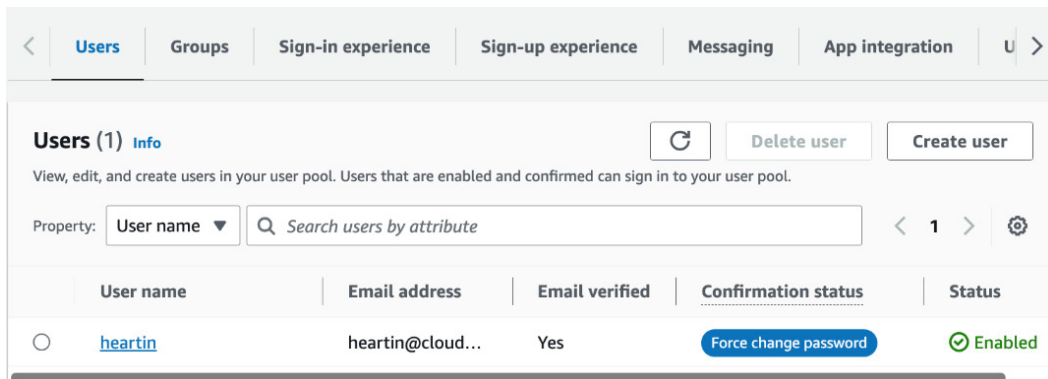 Users Groups Sign-in experience Sign-up experience Messaging App integration U
Users (1) Info Delete user Create user
View, edit, and create users in your user pool. Users that are enabled and confirmed can sign in to your user pool.
Property: User name Search users by attribute 1
User name Email address Email verified Confirmation status Status
heartin heartin@cloud... Yes Force change password Enabled